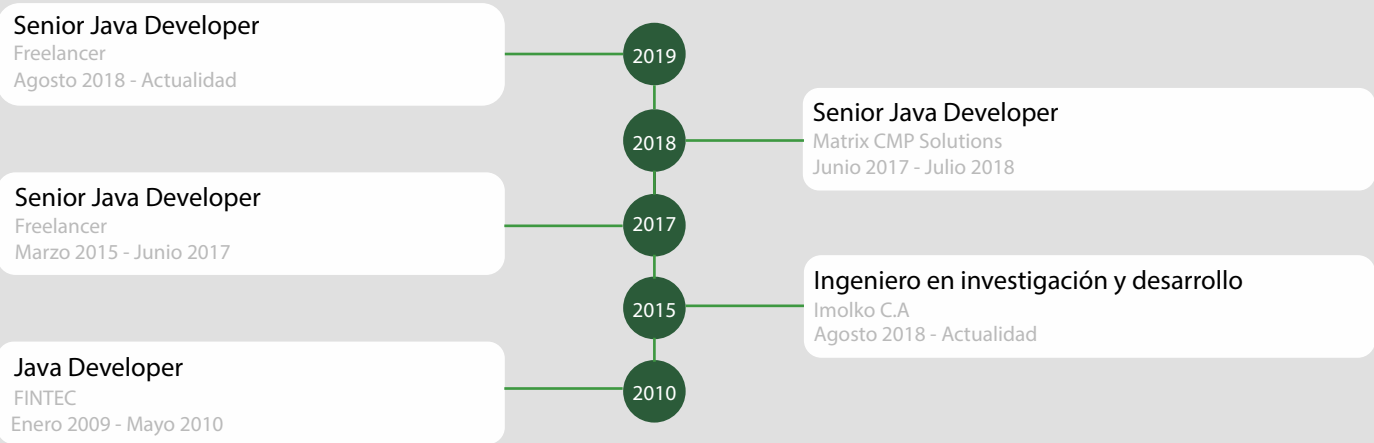 Senior Java Developer
Freelancer
Agosto 2018 - Actualidad
2019
Senior Java Developer
Matrix CMP Solutions
Junio 2017 - Julio 2018
2018
Senior Java Developer
Freelancer
Marzo 2015 - Junio 2017
2017
Ingeniero en investigación y desarrollo
Imolko C.A
Agosto 2018 - Actualidad
2015
Java Developer
FINTEC
Enero 2009 - Mayo 2010
2010